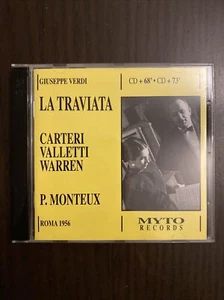 GIUSEPPE VERDI
CD + 68' • CD + 73'
LA TRAVIATA
CARTERI
VALLETTI
WARREN
P. MONTEUX
ROMA 1956
MYTO
RECORDS